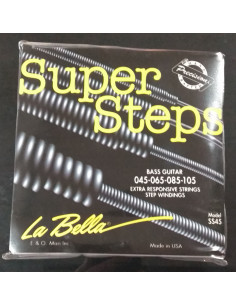 Super
Steps
Precision
BASS GUITAR
045-065-085-105
EXTRA RESPONSIVE STRINGS
STEP WINDINGS
Model
SS45
La Bella
E. & O. Mari Inc.
Made in USA